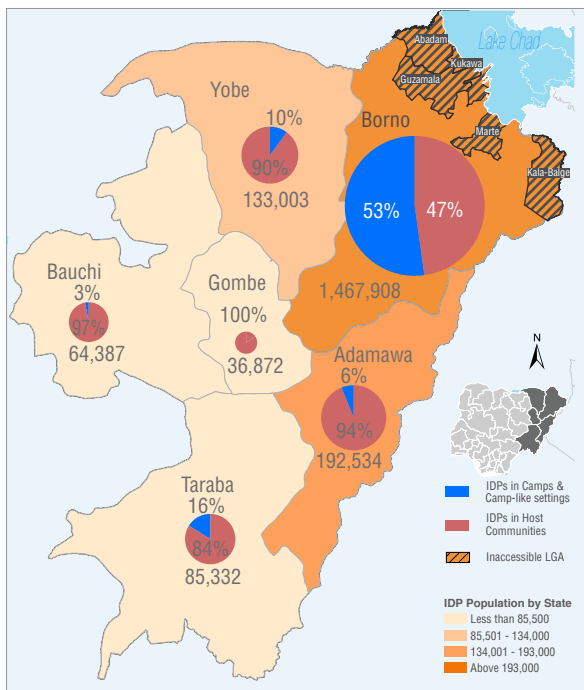 Lake Chad
Abadam
Kukawa
Guzamala
Marte
Kala-Balge
Yobe
10%
90%
133,003
Borno
53%
47%
1,467,908
Bauchi
3%
97%
64,387
Gombe
100%
36,872
Adamawa
6%
94%
192,534
Taraba
16%
84%
85,332
N
IDPs in Camps &
Camp-like settings
IDPs in Host
Communities
Inaccessible LGA
IDP Population by State
Less than 85,500
85,501 - 134,000
134,001 - 193,000
Above 193,000